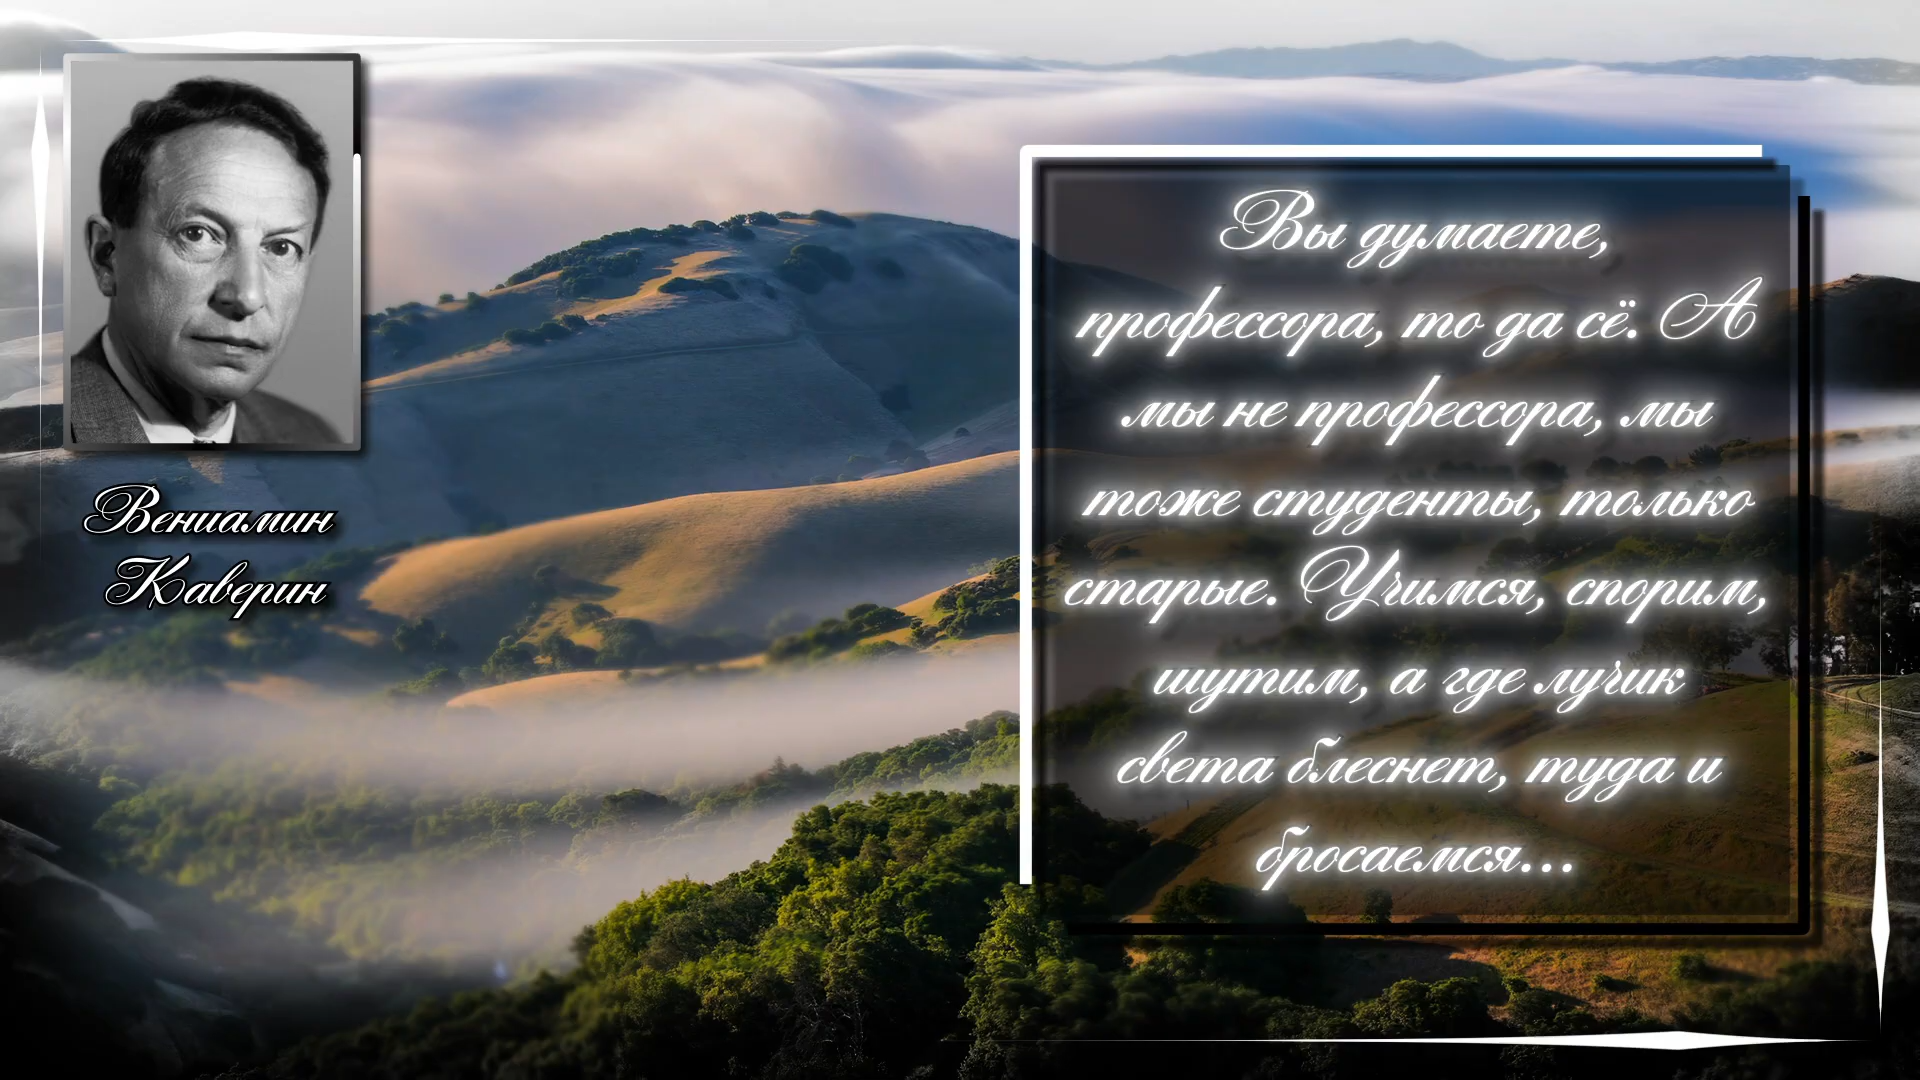 Вениамин
Каверин
Вы думаете,
профессора, то да сё. А
мы не профессора, мы
тоже студенты, только
старые. Учимся, спорим,
шутим, а где лучик
света блеснет, туда и
бросаемся...